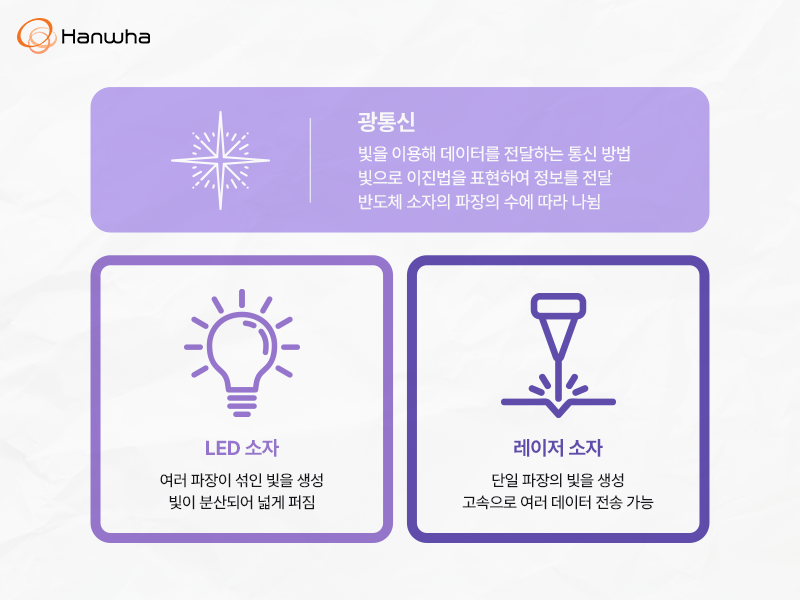 Hanwha
광통신
빛을 이용해 데이터를 전달하는 통신 방법
빛으로 이진법을 표현하여 정보를 전달
반도체 소자의 파장의 수에 따라 나뉨
LED 소자
여러 파장이 섞인 빛을 생성
빛이 분산되어 넓게 퍼짐
레이저 소자
단일 파장의 빛을 생성
고속으로 여러 데이터 전송 가능